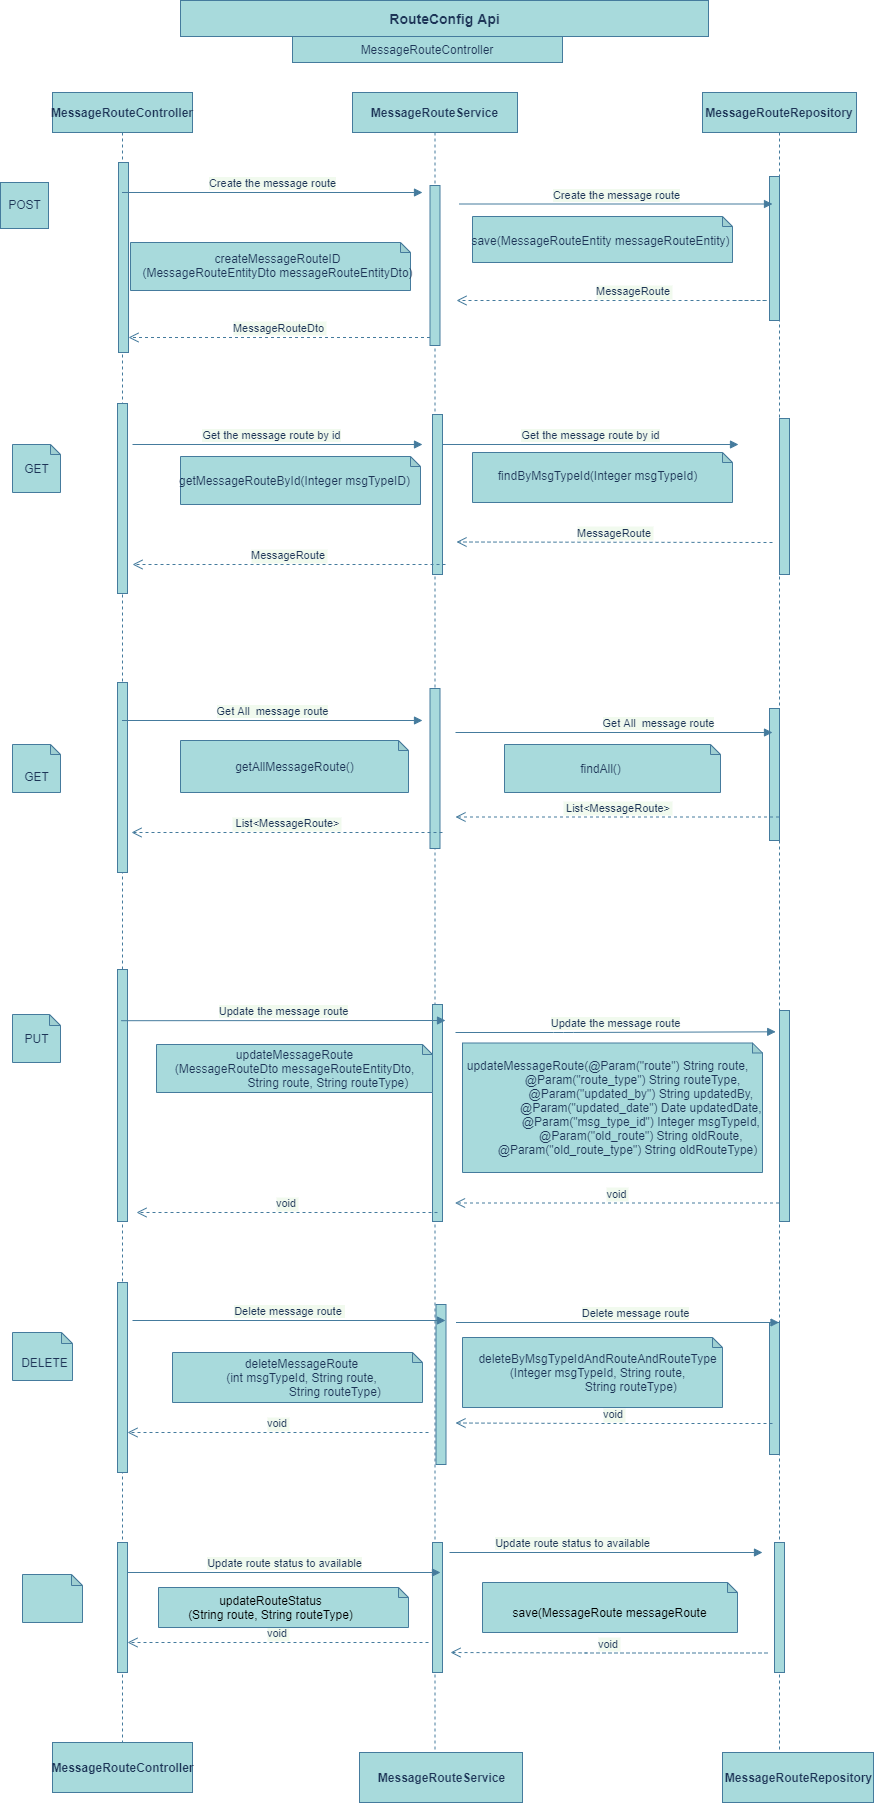 RouteConfig Api
MessageRouteController
MessageRouteController
MessageRouteService
MessageRouteRepository
POST
Create the message route
Create the message route
createMessageRouteID
(MessageRouteEntityDto messageRouteEntityDto)
save(MessageRouteEntity messageRouteEntity)
MessageRoute
MessageRouteDto
GET
Get the message route by id
Get the message route by id
getMessageRouteById(Integer msgTypeID)
findByMsgTypeId(Integer msgTypeId)
MessageRoute
MessageRoute
GET
Get All  message route
Get All  message route
getAllMessageRoute()
findAll()
List<MessageRoute>
List<MessageRoute>
PUT
Update the message route
Update the message route
updateMessageRoute
(MessageRouteDto messageRouteEntityDto,
String route, String routeType)
updateMessageRoute(@Param("route") String route,
@Param("route_type") String routeType,
@Param("updated_by") String updatedBy,
@Param("updated_date") Date updatedDate,
@Param("msg_type_id") Integer msgTypeId,
@Param("old_route") String oldRoute,
@Param("old_route_type") String oldRouteType)
void
void
DELETE
Delete message route
Delete message route
deleteMessageRoute
(int msgTypeId, String route,
String routeType)
deleteByMsgTypeIdAndRouteAndRouteType
(Integer msgTypeId, String route,
String routeType)
void
void
Update route status to available
Update route status to available
updateRouteStatus
(String route, String routeType)
save(MessageRoute messageRoute
void
void
MessageRouteController
MessageRouteService
MessageRouteRepository